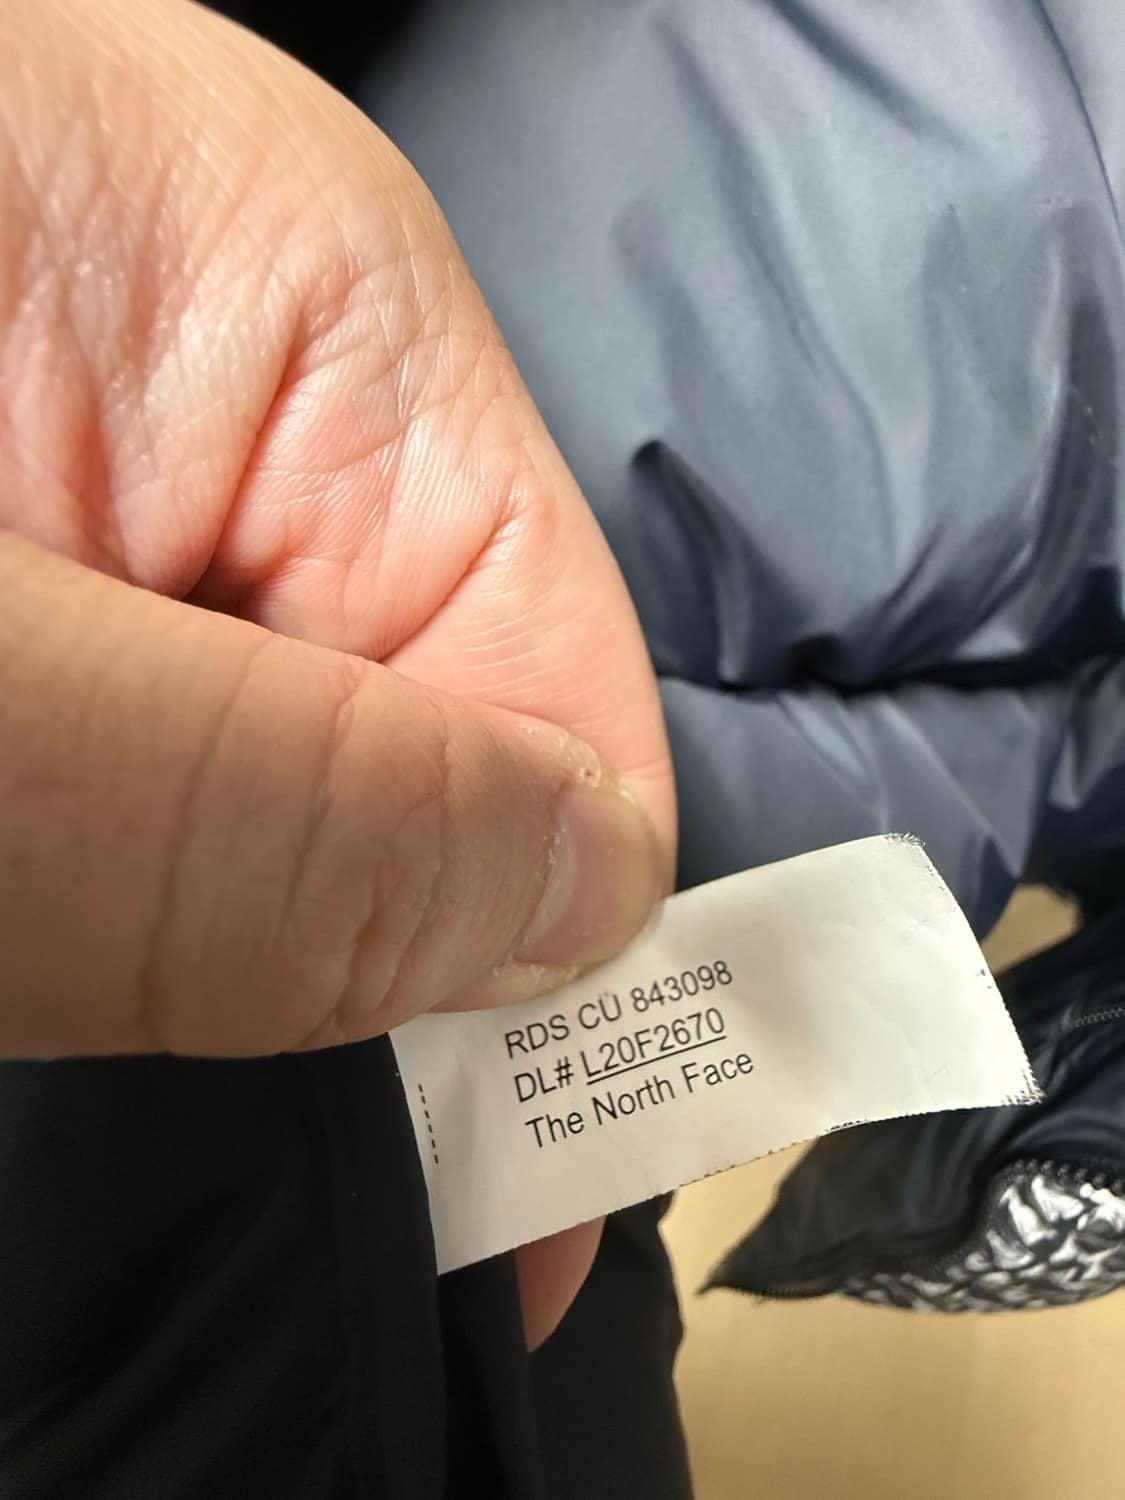 RDS CU 843098
DL# L20F2670
The North Face